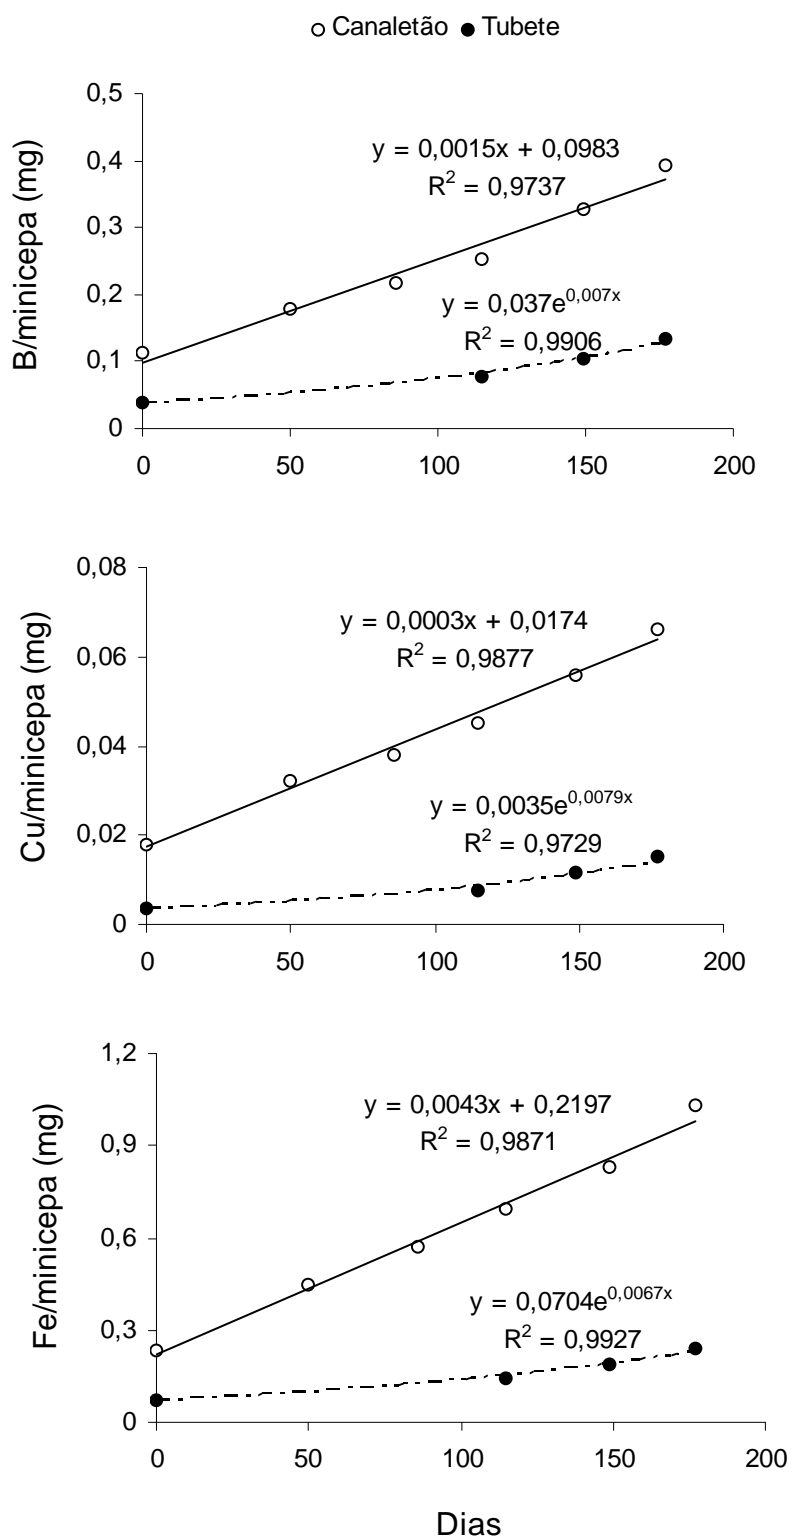 Canaletão Tubete
B/minicepa (mg)
0,5
0,4
0,3
0,2
0,1
0
y = 0,0015x + 0,0983
R² = 0,9737
y = 0,037e^0,007x
R² = 0,9906
0 50 100 150 200
Cu/minicepa (mg)
0,08
0,06
0,04
0,02
0
y = 0,0003x + 0,0174
R² = 0,9877
y = 0,0035e^0,0079x
R² = 0,9729
0 50 100 150 200
Fe/minicepa (mg)
1,2
0,9
0,6
0,3
0
y = 0,0043x + 0,2197
R² = 0,9871
y = 0,0704e^0,0067x
R² = 0,9927
0 50 100 150 200
Dias